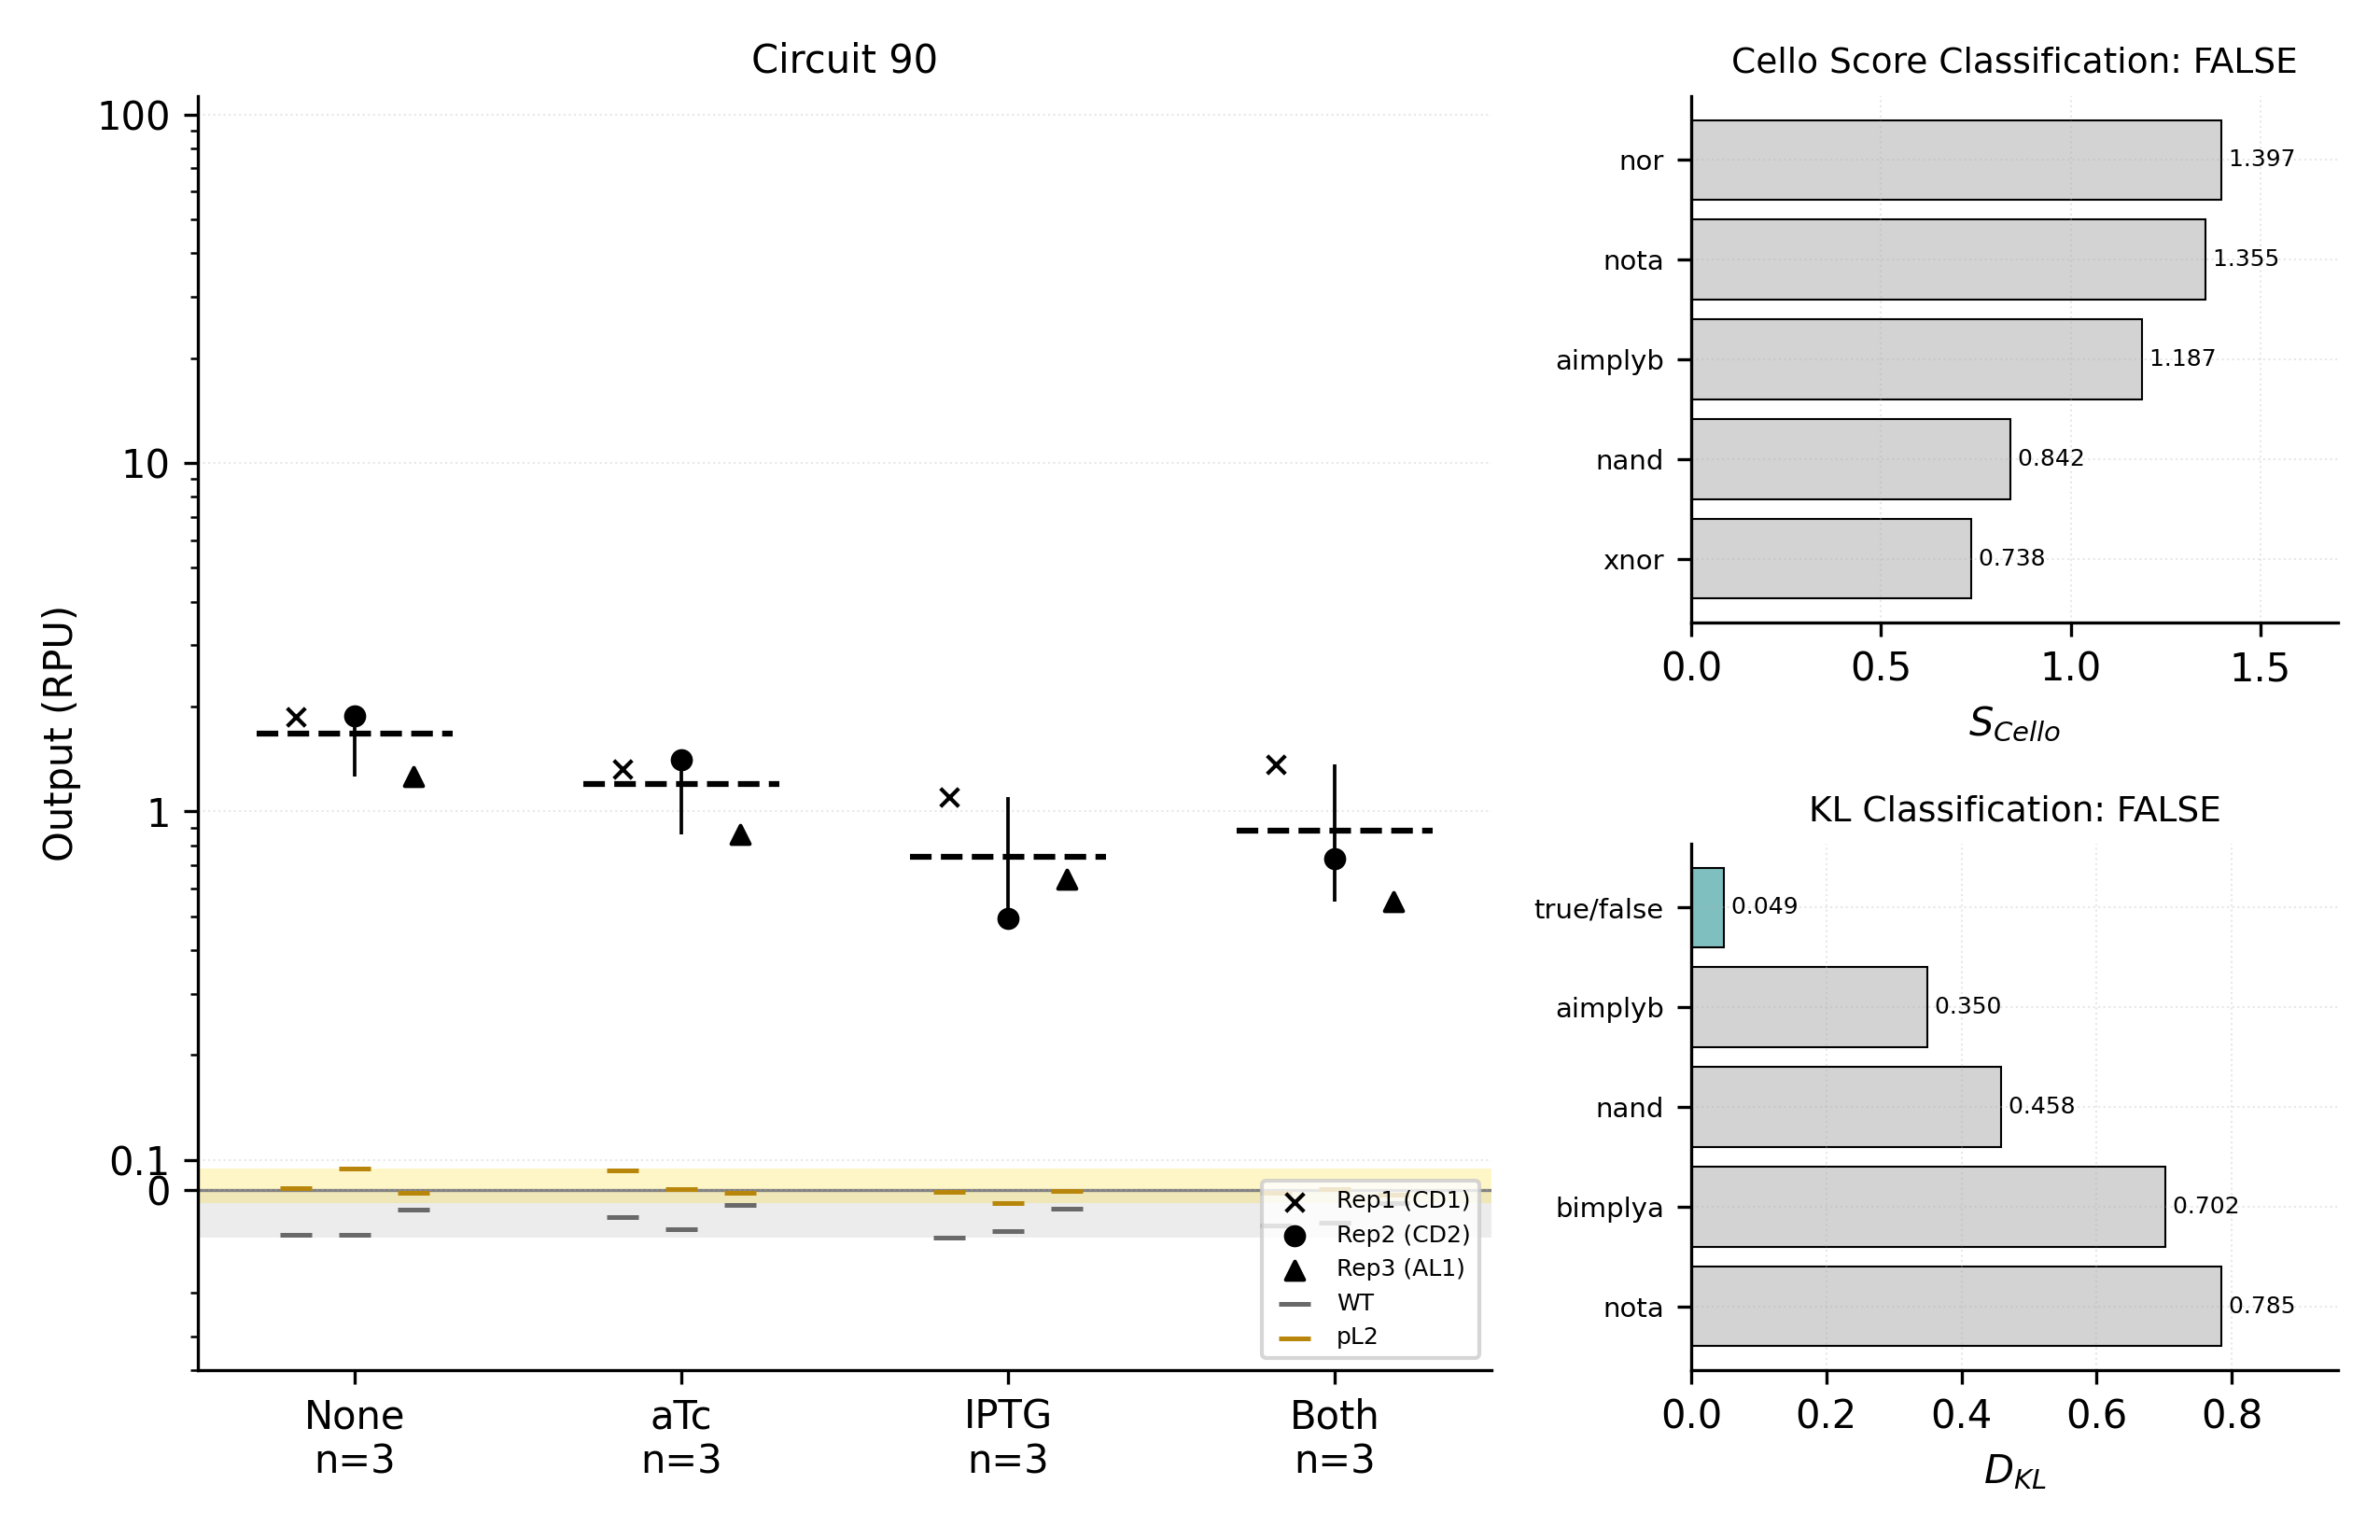 Circuit 90
Output (RPU)
100
10
1
0.1
0
None
n=3
aTc
n=3
IPTG
n=3
Both
n=3
Rep1 (CD1)
Rep2 (CD2)
Rep3 (AL1)
WT
pL2
Cello Score Classification: FALSE
nor
1.397
nota
1.355
aimplyb
1.187
nand
0.842
xnor
0.738
0.0 0.5 1.0 1.5
S_Cello
KL Classification: FALSE
true/false
0.049
aimplyb
0.350
nand
0.458
bimplya
0.702
nota
0.785
0.0 0.2 0.4 0.6 0.8
D_KL